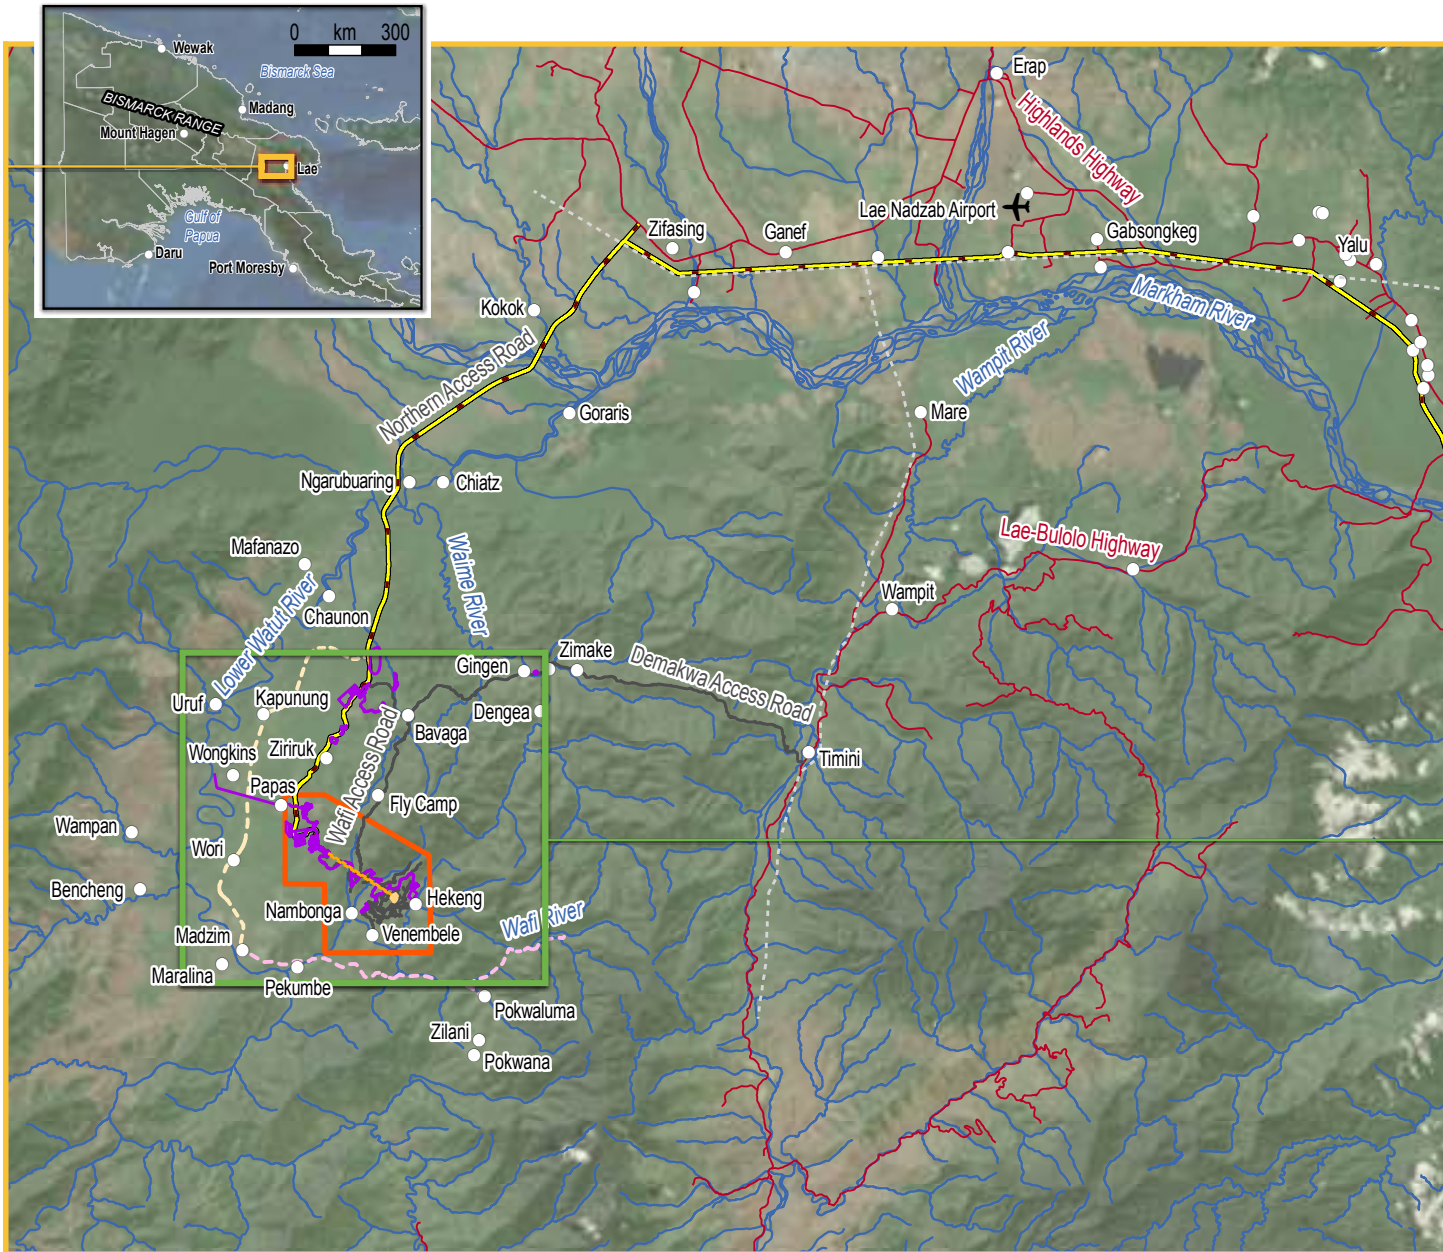 0 km 300
Wewak
Bismarck Sea
BISMARCK RANGE
Madang
Mount Hagen
Lae
Gulf of
Papua
Daru
Port Moresby
Erap
Highlands Highway
Lae Nadzab Airport
Zifasing
Ganef
Gabsongkeg
Yalu
Kokok
Markham River
Northern Access Road
Wampit River
Goraris
Mare
Ngarubuaring
Chiatz
Lae-Bulolo Highway
Mafanazo
Waime River
Chaunon
Wampit
Lower Watut River
Gingen
Zimake
Demakwa Access Road
Uruf
Kapunung
Dengea
Bavaga
Wongkins
Ziriruk
Wafi Access Road
Timini
Papas
Fly Camp
Wampan
Wori
Bencheng
Hekeng
Nambonga
Wafi River
Madzim
Venembele
Maralina
Pekumbe
Pokwaluma
Zilani
Pokwana